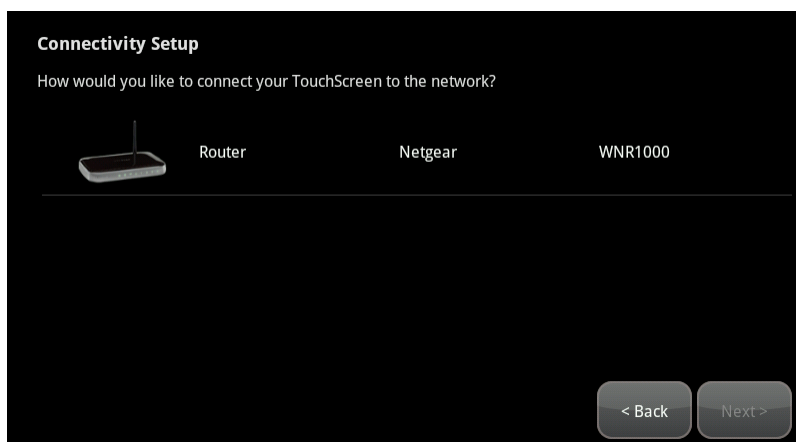 Connectivity Setup
How would you like to connect your TouchScreen to the network?
Router Netgear WNR1000
< Back Next >